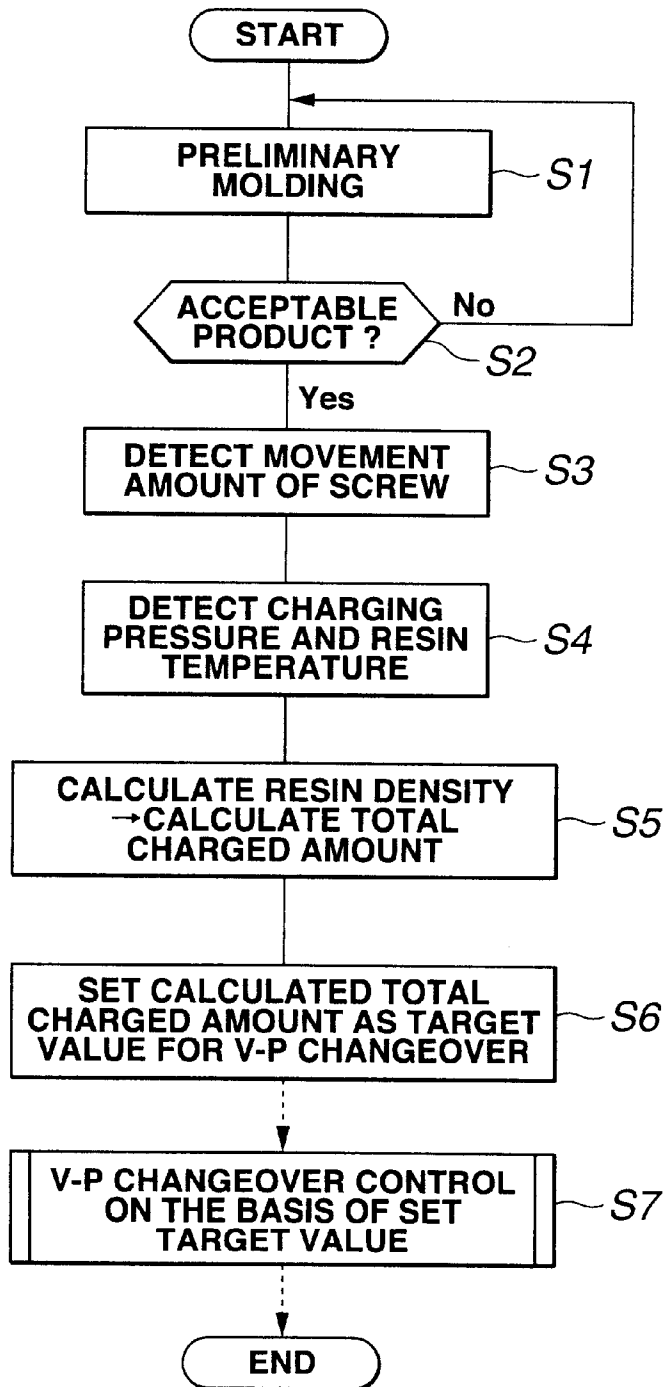 START
PRELIMINARY
MOLDING
S1
ACCEPTABLE
PRODUCT ?
No
S2
Yes
DETECT MOVEMENT
AMOUNT OF SCREW
S3
DETECT CHARGING
PRESSURE AND RESIN
TEMPERATURE
S4
CALCULATE RESIN DENSITY
→CALCULATE TOTAL
CHARGED AMOUNT
S5
SET CALCULATED TOTAL
CHARGED AMOUNT AS TARGET
VALUE FOR V-P CHANGEOVER
S6
V-P CHANGEOVER CONTROL
ON THE BASIS OF SET
TARGET VALUE
S7
END